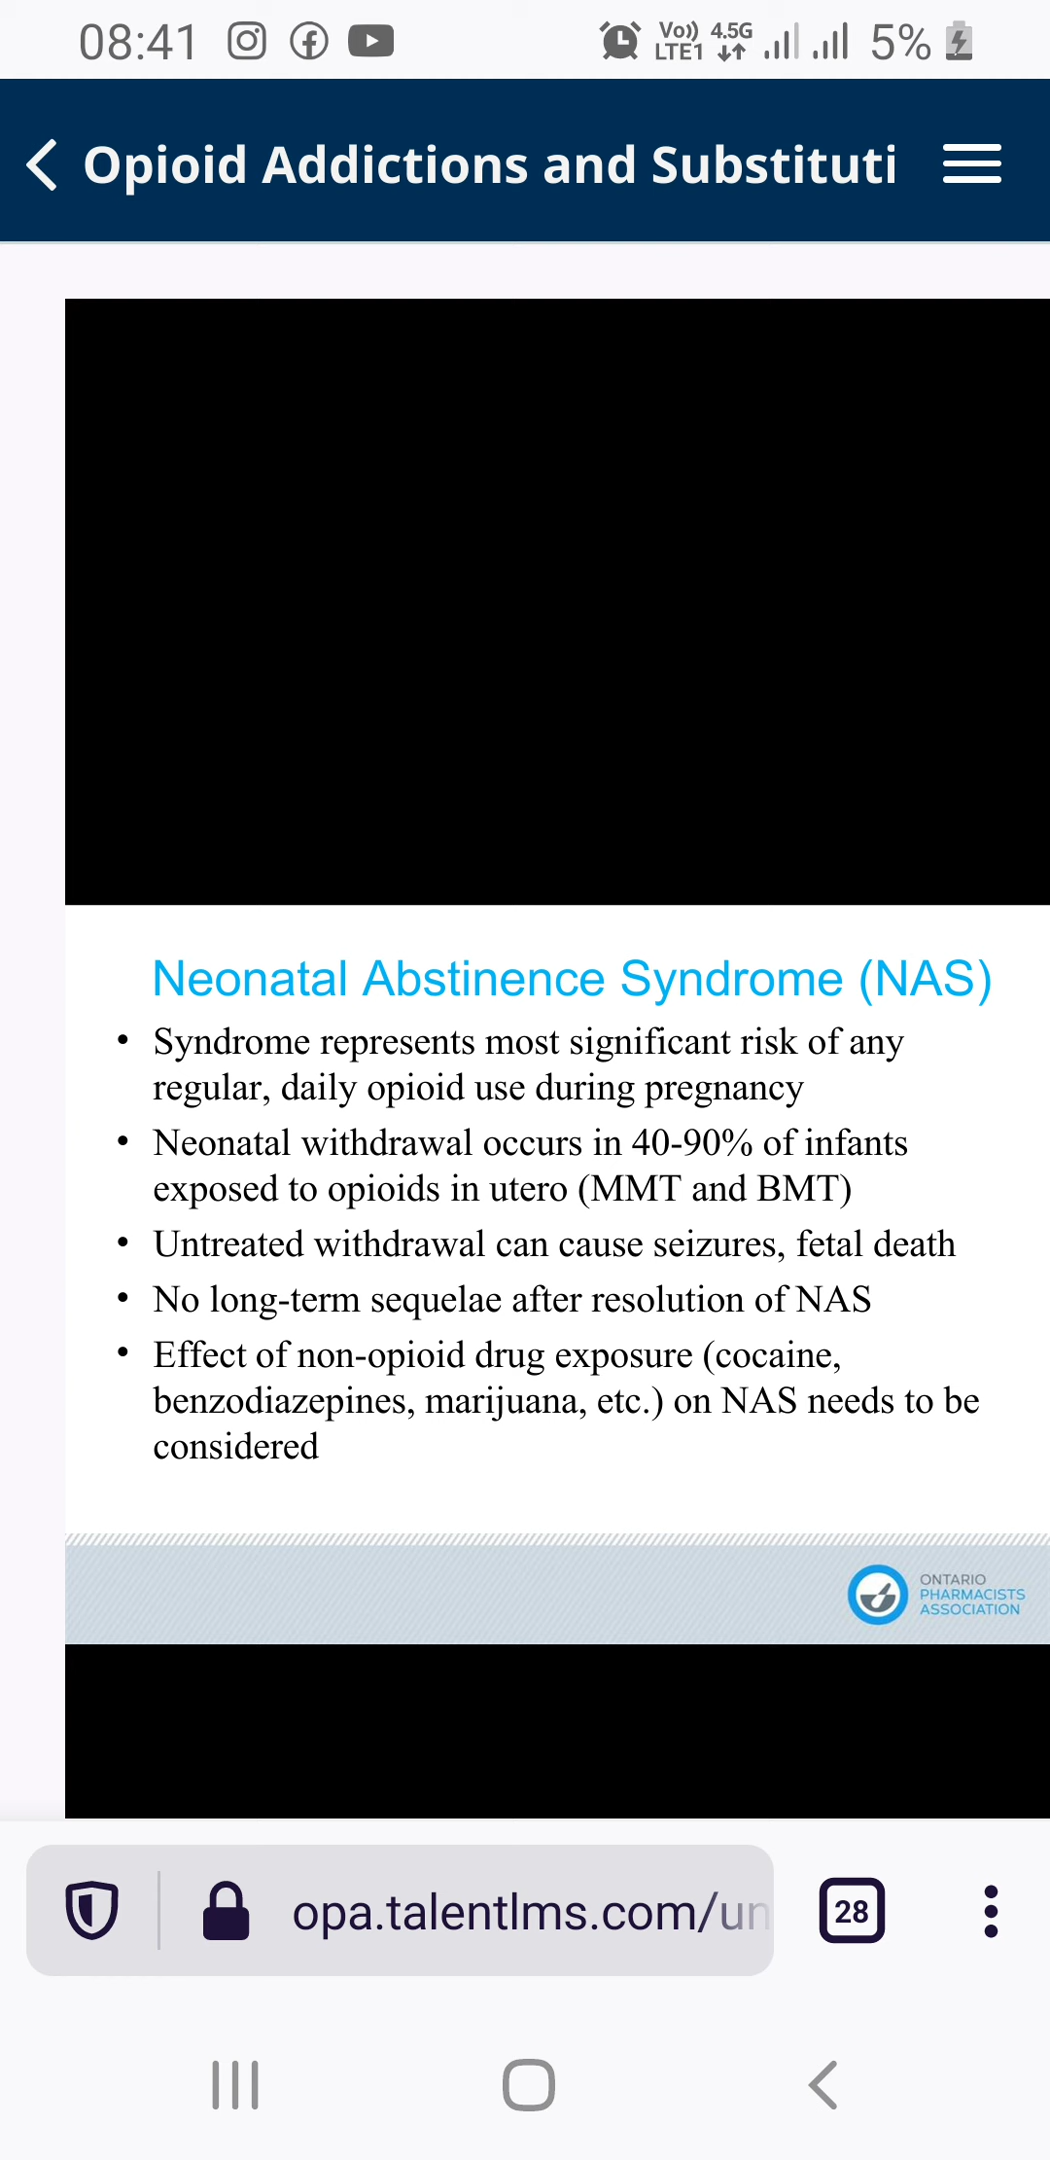 08:41 Vo)) LTE1 4.5G 5%
Opioid Addictions and Substituti
Neonatal Abstinence Syndrome (NAS)
• Syndrome represents most significant risk of any
regular, daily opioid use during pregnancy
• Neonatal withdrawal occurs in 40-90% of infants
exposed to opioids in utero (MMT and BMT)
• Untreated withdrawal can cause seizures, fetal death
• No long-term sequelae after resolution of NAS
• Effect of non-opioid drug exposure (cocaine,
benzodiazepines, marijuana, etc.) on NAS needs to be
considered
ONTARIO
PHARMACISTS
ASSOCIATION
opa.talentlms.com/un
28